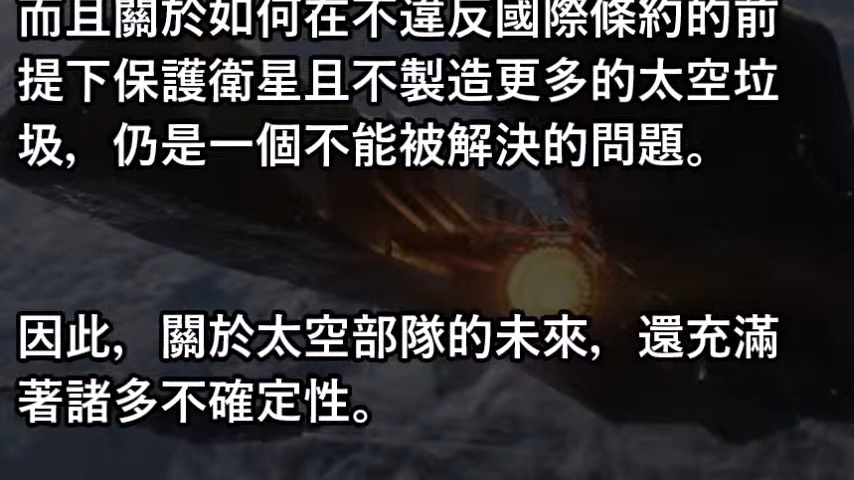 而且關於如何在不違反國際條約的前
提下保護衛星且不製造更多的太空垃
圾，仍是一個不能被解決的問題。
因此，關於太空部隊的未來，還充滿
著諸多不確定性。